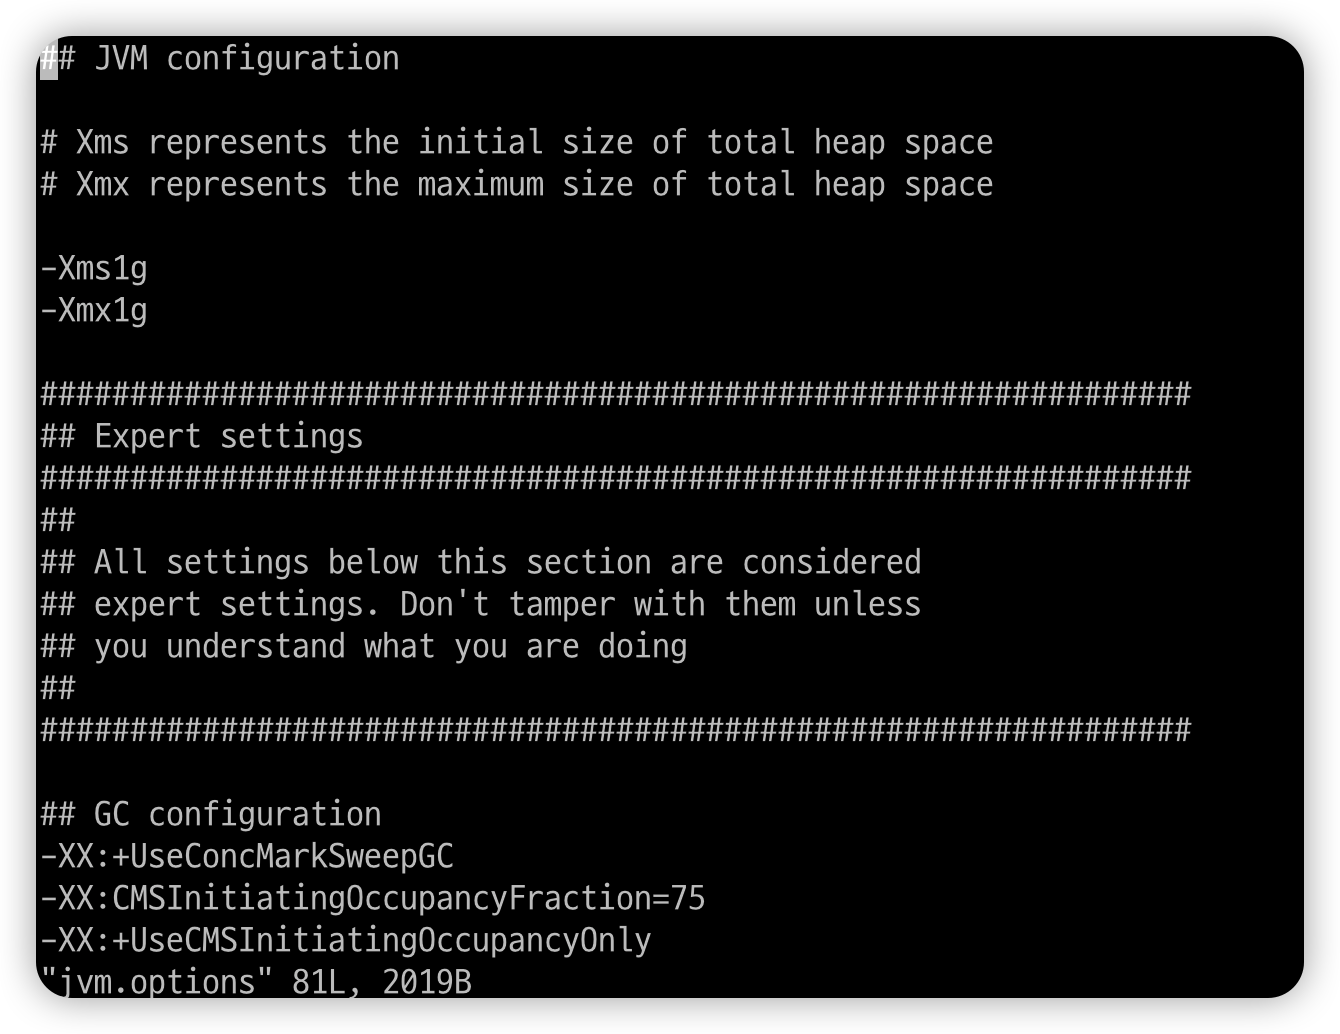 ## JVM configuration
# Xms represents the initial size of total heap space
# Xmx represents the maximum size of total heap space
-Xms1g
-Xmx1g
################################################################
## Expert settings
################################################################
##
## All settings below this section are considered
## expert settings. Don't tamper with them unless
## you understand what you are doing
##
################################################################
## GC configuration
-XX:+UseConcMarkSweepGC
-XX:CMSInitiatingOccupancyFraction=75
-XX:+UseCMSInitiatingOccupancyOnly
"jvm.options" 81L, 2019B